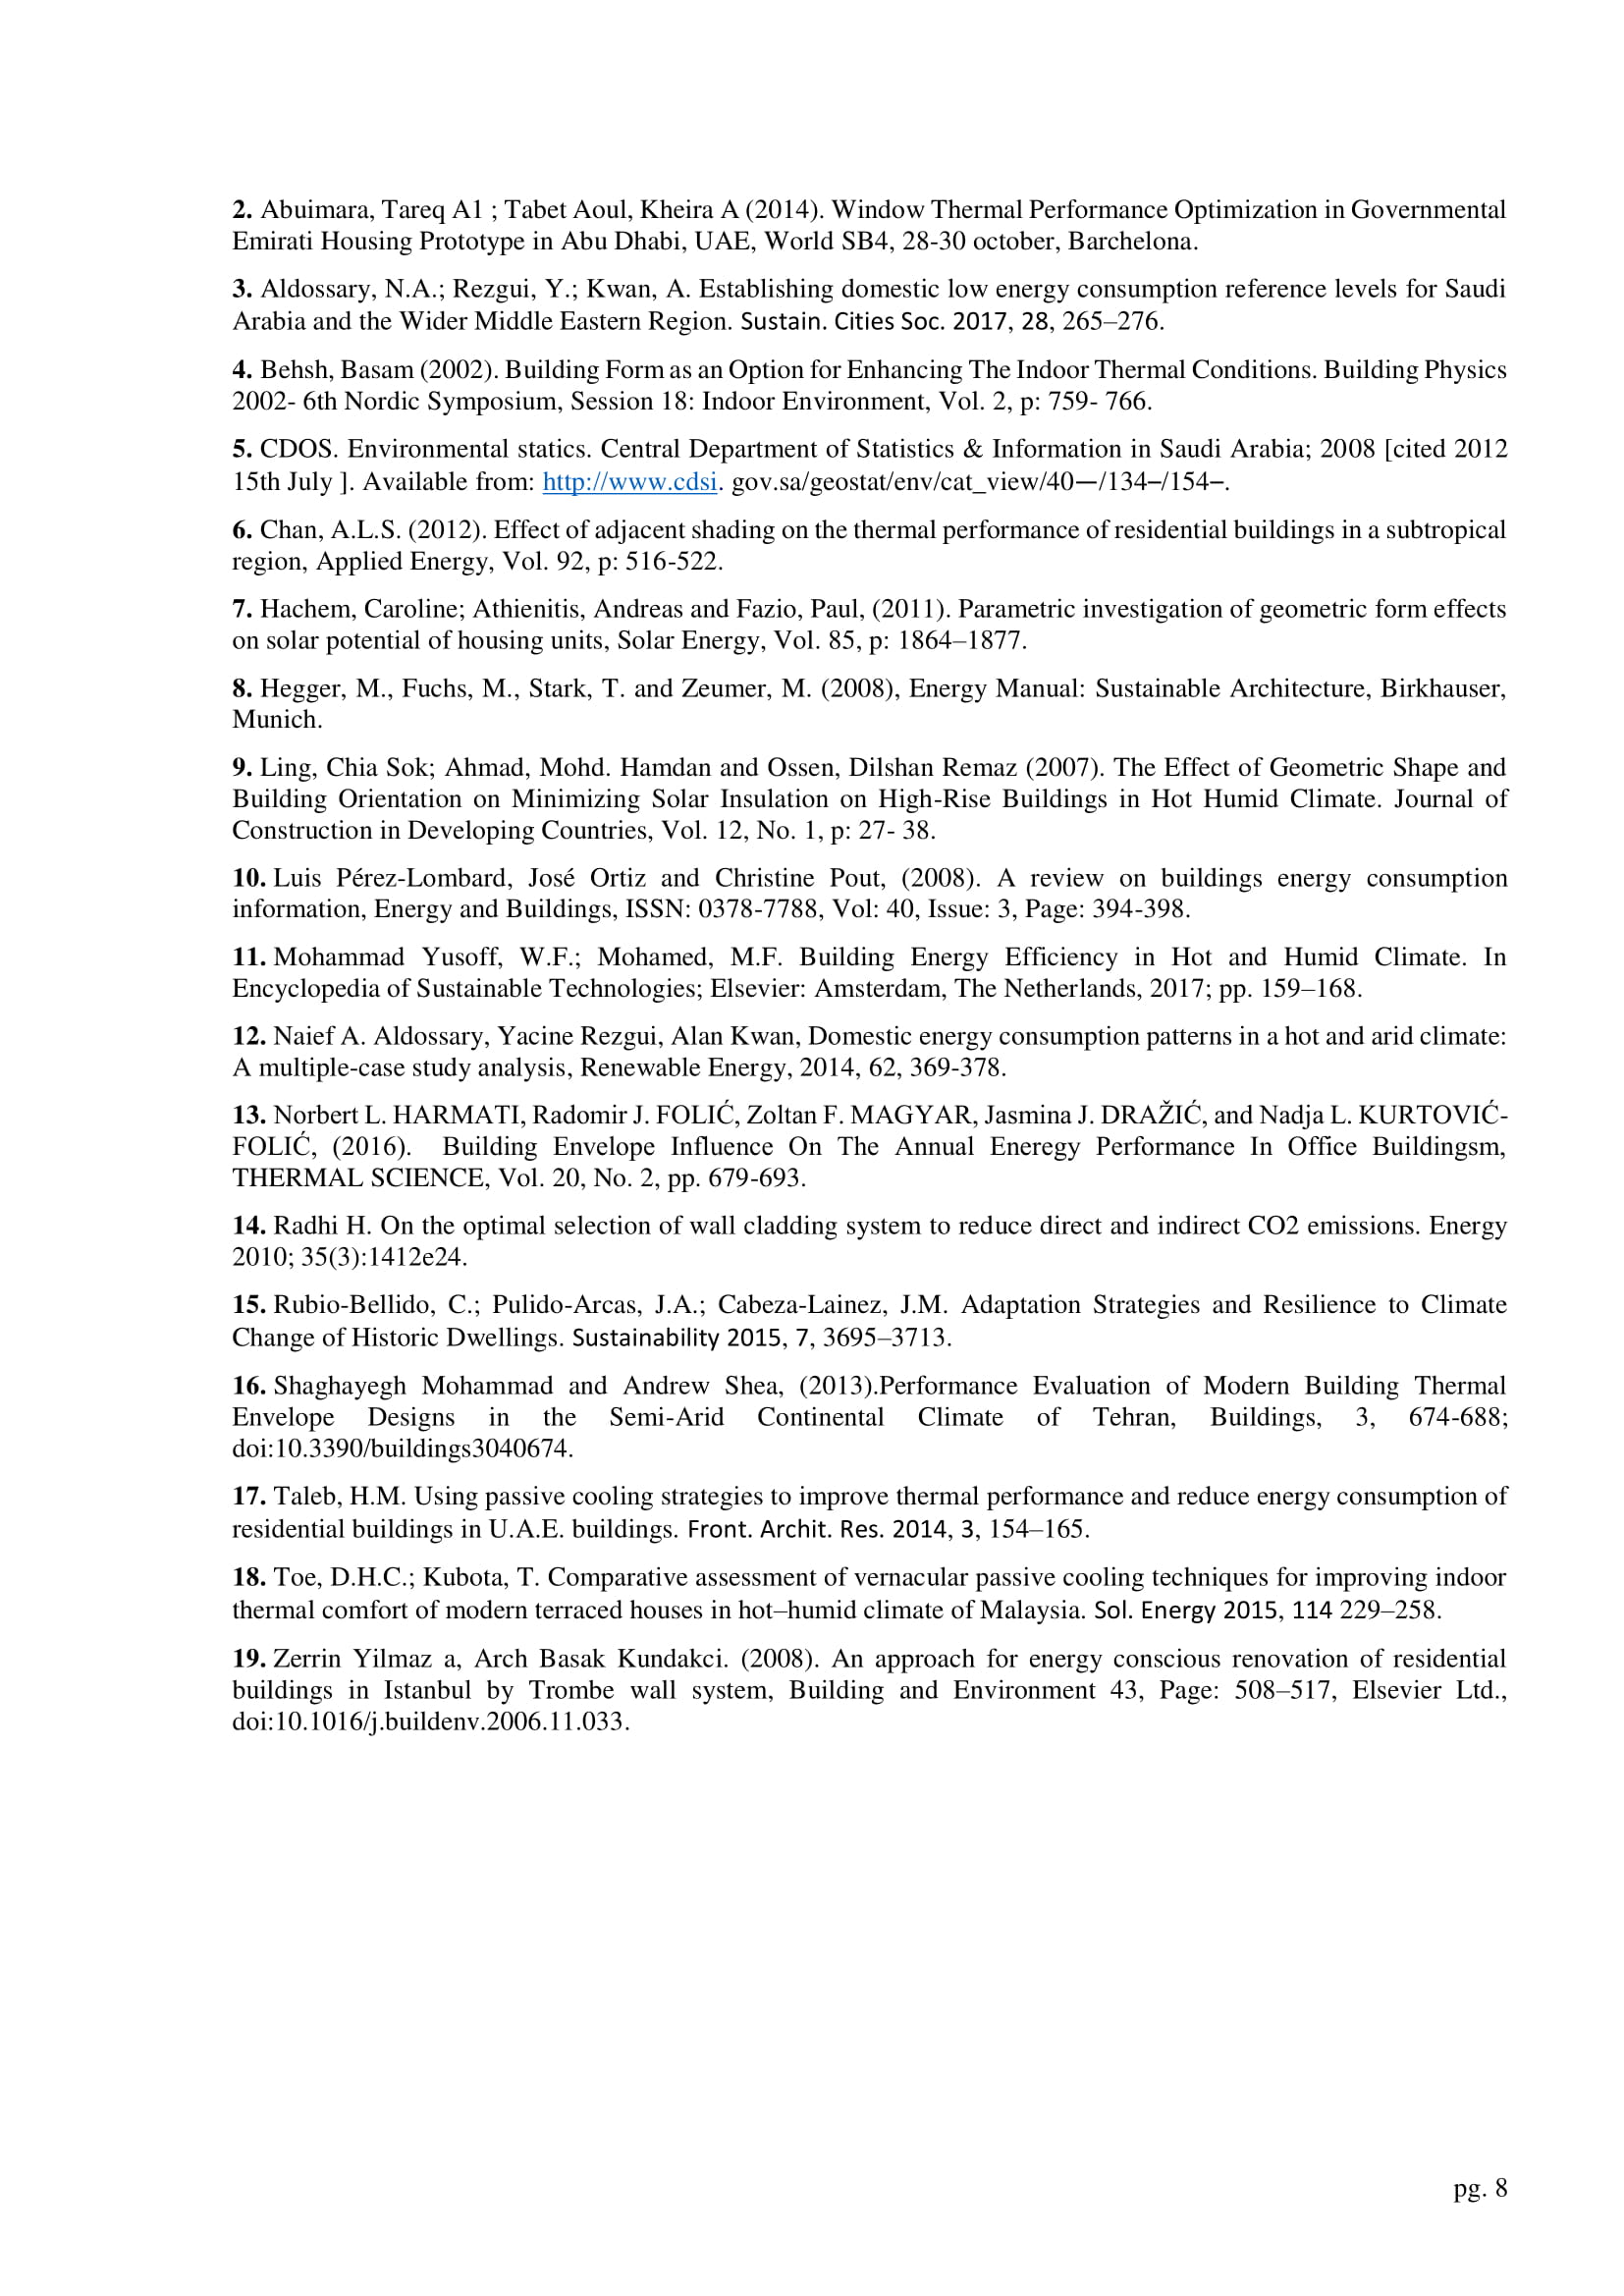 2. Abuimara, Tareq A1 ; Tabet Aoul, Kheira A (2014). Window Thermal Performance Optimization in Governmental
Emirati Housing Prototype in Abu Dhabi, UAE, World SB4, 28-30 october, Barchelona.
3. Aldossary, N.A.; Rezgui, Y.; Kwan, A. Establishing domestic low energy consumption reference levels for Saudi
Arabia and the Wider Middle Eastern Region. Sustain. Cities Soc. 2017, 28, 265–276.
4. Behsh, Basam (2002). Building Form as an Option for Enhancing The Indoor Thermal Conditions. Building Physics
2002- 6th Nordic Symposium, Session 18: Indoor Environment, Vol. 2, p: 759- 766.
5. CDOS. Environmental statics. Central Department of Statistics & Information in Saudi Arabia; 2008 [cited 2012
15th July ]. Available from: http://www.cdsi. gov.sa/geostat/env/cat_view/40—/134–/154–.
6. Chan, A.L.S. (2012). Effect of adjacent shading on the thermal performance of residential buildings in a subtropical
region, Applied Energy, Vol. 92, p: 516-522.
7. Hachem, Caroline; Athienitis, Andreas and Fazio, Paul, (2011). Parametric investigation of geometric form effects
on solar potential of housing units, Solar Energy, Vol. 85, p: 1864–1877.
8. Hegger, M., Fuchs, M., Stark, T. and Zeumer, M. (2008), Energy Manual: Sustainable Architecture, Birkhauser,
Munich.
9. Ling, Chia Sok; Ahmad, Mohd. Hamdan and Ossen, Dilshan Remaz (2007). The Effect of Geometric Shape and
Building Orientation on Minimizing Solar Insulation on High-Rise Buildings in Hot Humid Climate. Journal of
Construction in Developing Countries, Vol. 12, No. 1, p: 27- 38.
10. Luis Pérez-Lombard, José Ortiz and Christine Pout, (2008). A review on buildings energy consumption
information, Energy and Buildings, ISSN: 0378-7788, Vol: 40, Issue: 3, Page: 394-398.
11. Mohammad Yusoff, W.F.; Mohamed, M.F. Building Energy Efficiency in Hot and Humid Climate. In
Encyclopedia of Sustainable Technologies; Elsevier: Amsterdam, The Netherlands, 2017; pp. 159–168.
12. Naief A. Aldossary, Yacine Rezgui, Alan Kwan, Domestic energy consumption patterns in a hot and arid climate:
A multiple-case study analysis, Renewable Energy, 2014, 62, 369-378.
13. Norbert L. HARMATI, Radomir J. FOLIĆ, Zoltan F. MAGYAR, Jasmina J. DRAŽIĆ, and Nadja L. KURTOVIĆ-
FOLIĆ, (2016). Building Envelope Influence On The Annual Eneregy Performance In Office Buildingsm,
THERMAL SCIENCE, Vol. 20, No. 2, pp. 679-693.
14. Radhi H. On the optimal selection of wall cladding system to reduce direct and indirect CO2 emissions. Energy
2010; 35(3):1412e24.
15. Rubio-Bellido, C.; Pulido-Arcas, J.A.; Cabeza-Lainez, J.M. Adaptation Strategies and Resilience to Climate
Change of Historic Dwellings. Sustainability 2015, 7, 3695–3713.
16. Shaghayegh Mohammad and Andrew Shea, (2013).Performance Evaluation of Modern Building Thermal
Envelope Designs in the Semi-Arid Continental Climate of Tehran, Buildings, 3, 674-688;
doi:10.3390/buildings3040674.
17. Taleb, H.M. Using passive cooling strategies to improve thermal performance and reduce energy consumption of
residential buildings in U.A.E. buildings. Front. Archit. Res. 2014, 3, 154–165.
18. Toe, D.H.C.; Kubota, T. Comparative assessment of vernacular passive cooling techniques for improving indoor
thermal comfort of modern terraced houses in hot–humid climate of Malaysia. Sol. Energy 2015, 114 229–258.
19. Zerrin Yilmaz a, Arch Basak Kundakci. (2008). An approach for energy conscious renovation of residential
buildings in Istanbul by Trombe wall system, Building and Environment 43, Page: 508–517, Elsevier Ltd.,
doi:10.1016/j.buildenv.2006.11.033.
pg. 8